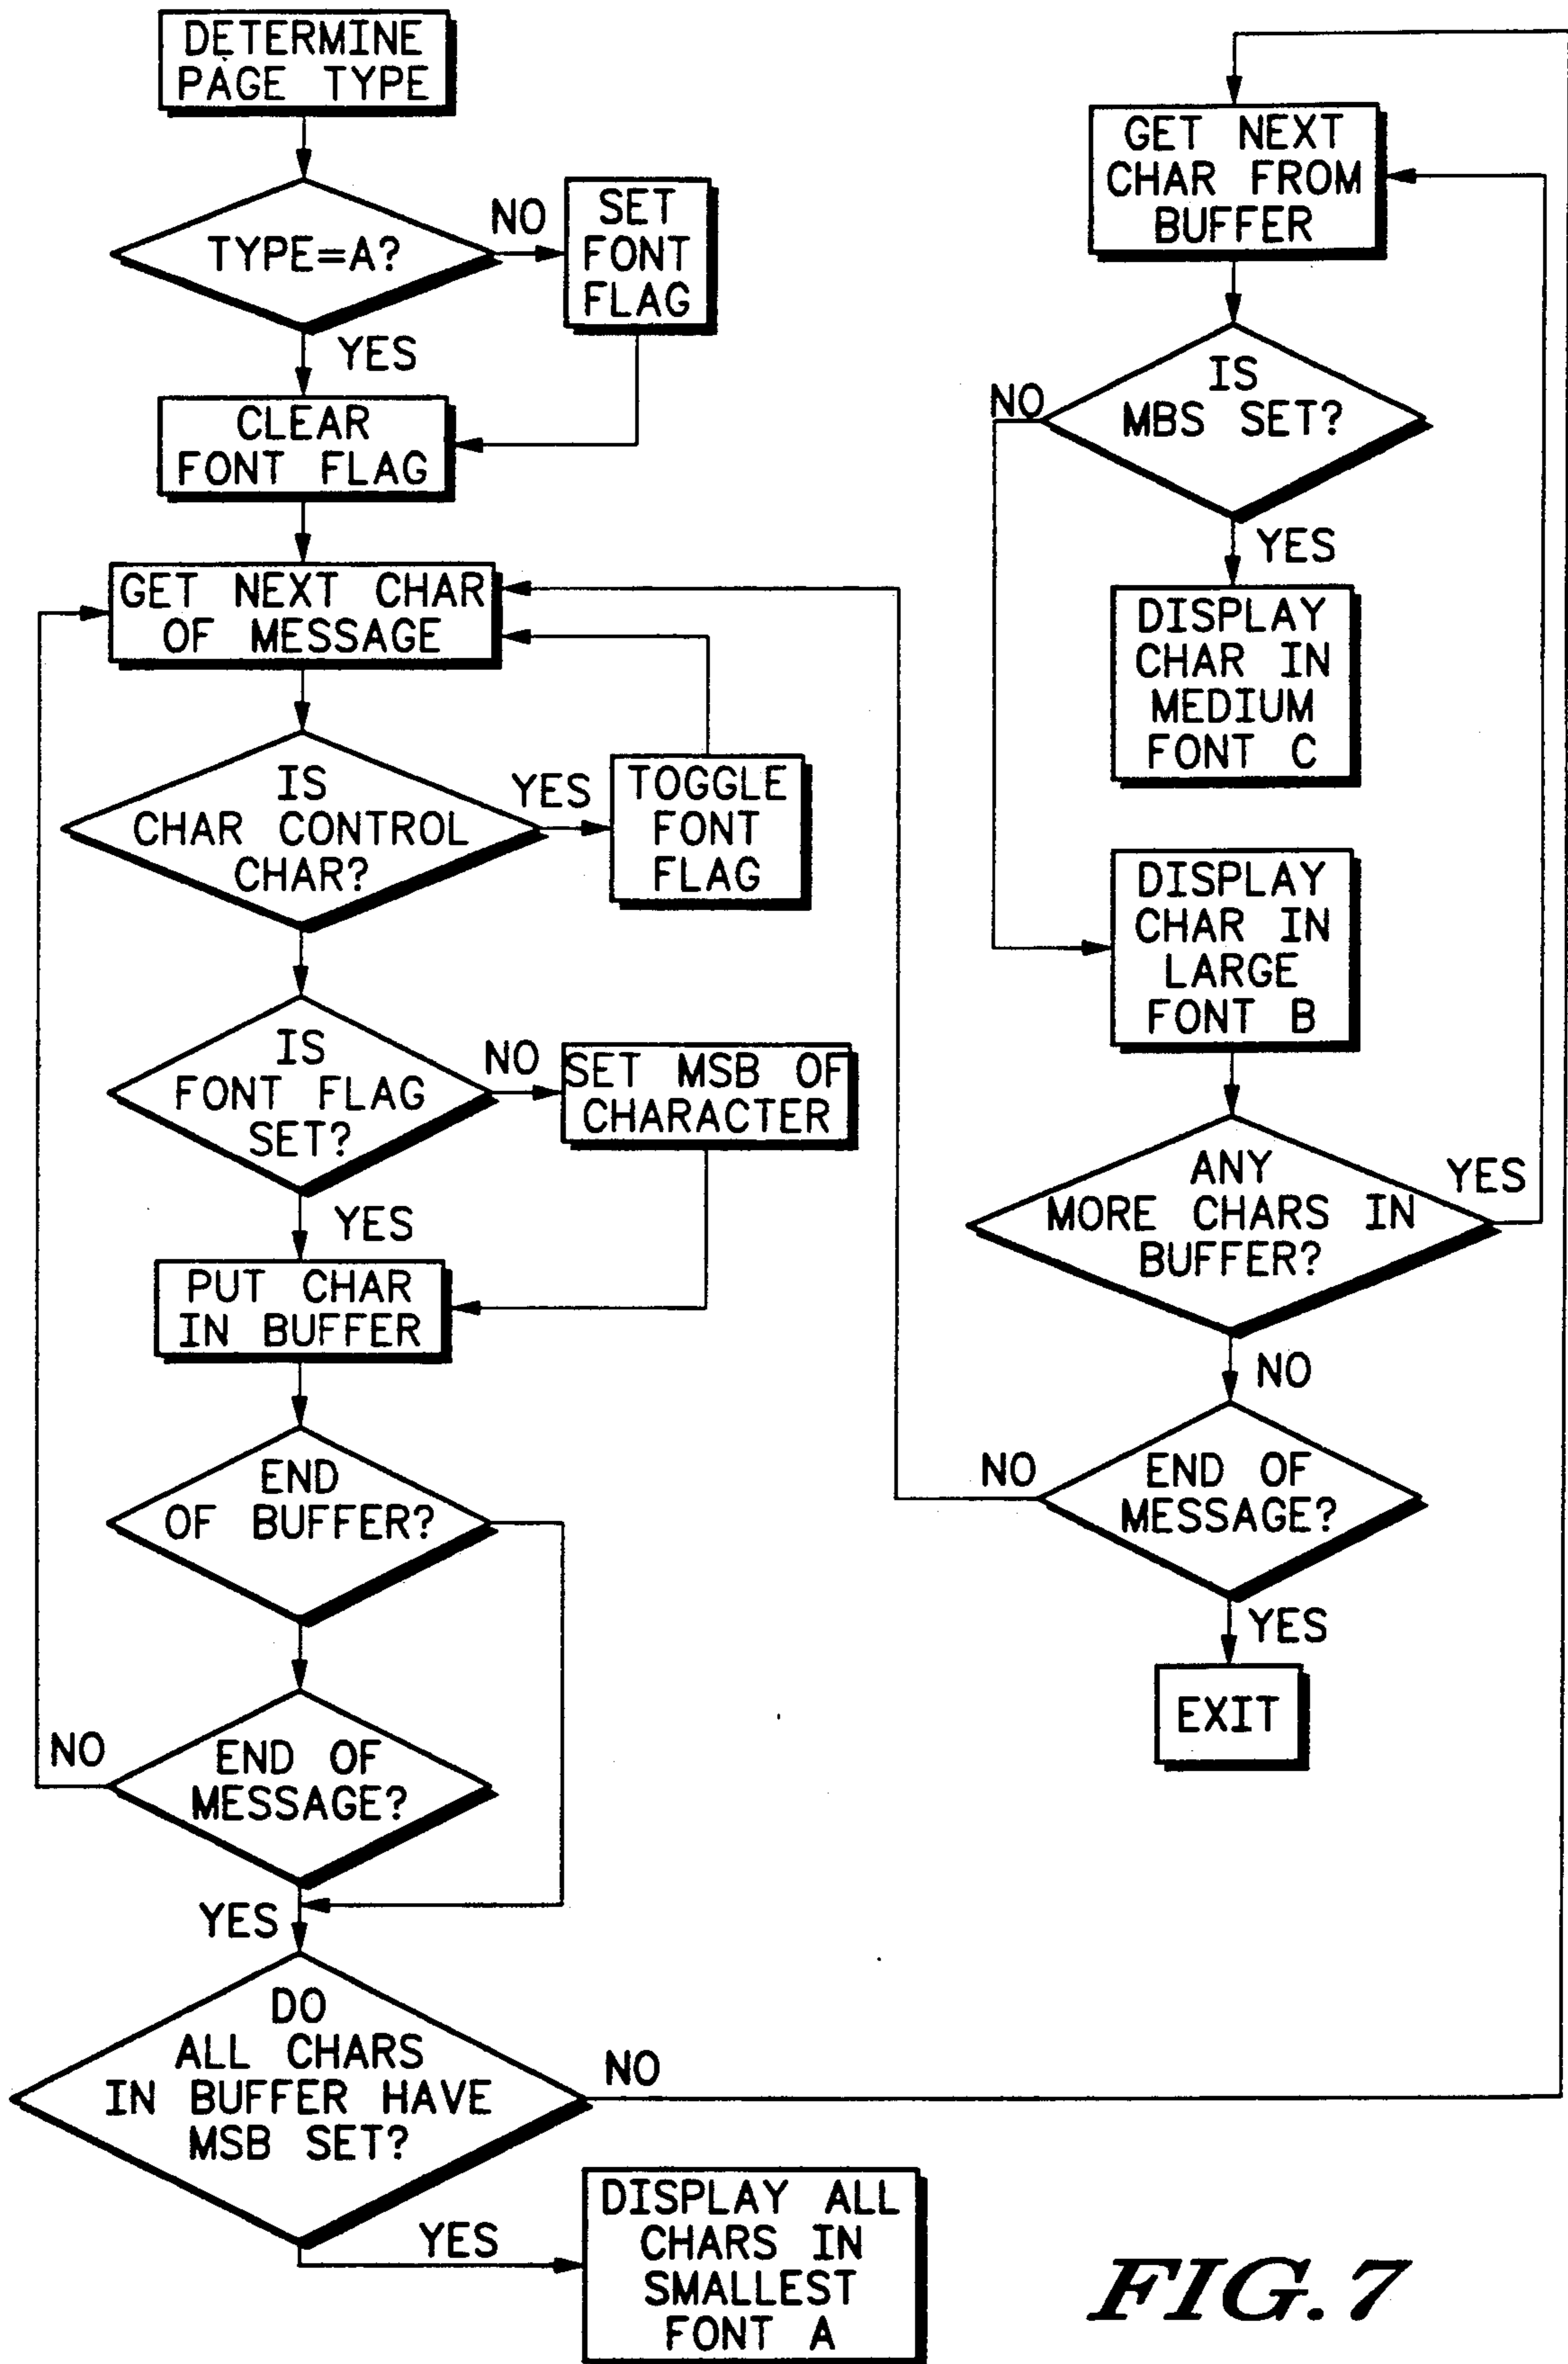 DETERMINE
PAGE TYPE
TYPE=A?
NO
SET
FONT
FLAG
YES
CLEAR
FONT FLAG
GET NEXT CHAR
OF MESSAGE
IS
CHAR CONTROL
CHAR?
YES
TOGGLE
FONT
FLAG
IS
FONT FLAG
SET?
NO
SET MSB OF
CHARACTER
YES
PUT CHAR
IN BUFFER
END
OF BUFFER?
END OF
MESSAGE?
NO
YES
DO
ALL CHARS
IN BUFFER HAVE
MSB SET?
NO
YES
DISPLAY ALL
CHARS IN
SMALLEST
FONT A
GET NEXT
CHAR FROM
BUFFER
IS
MBS SET?
NO
YES
DISPLAY
CHAR IN
MEDIUM
FONT C
DISPLAY
CHAR IN
LARGE
FONT B
ANY
MORE CHARS IN
BUFFER?
YES
NO
END OF
MESSAGE?
NO
YES
EXIT
FIG. 7